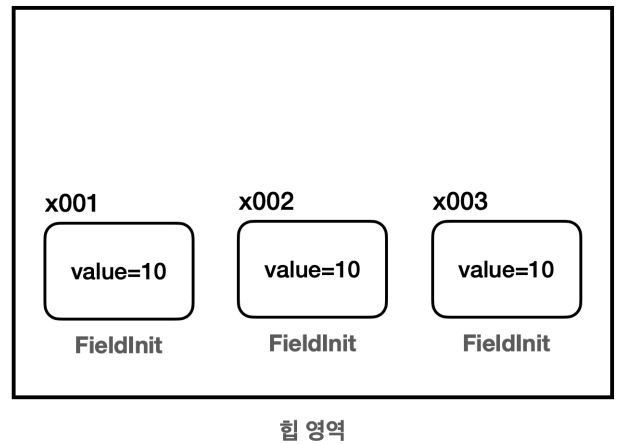 x001 x002 x003
value=10 value=10 value=10
FieldInit FieldInit FieldInit
힙 영역